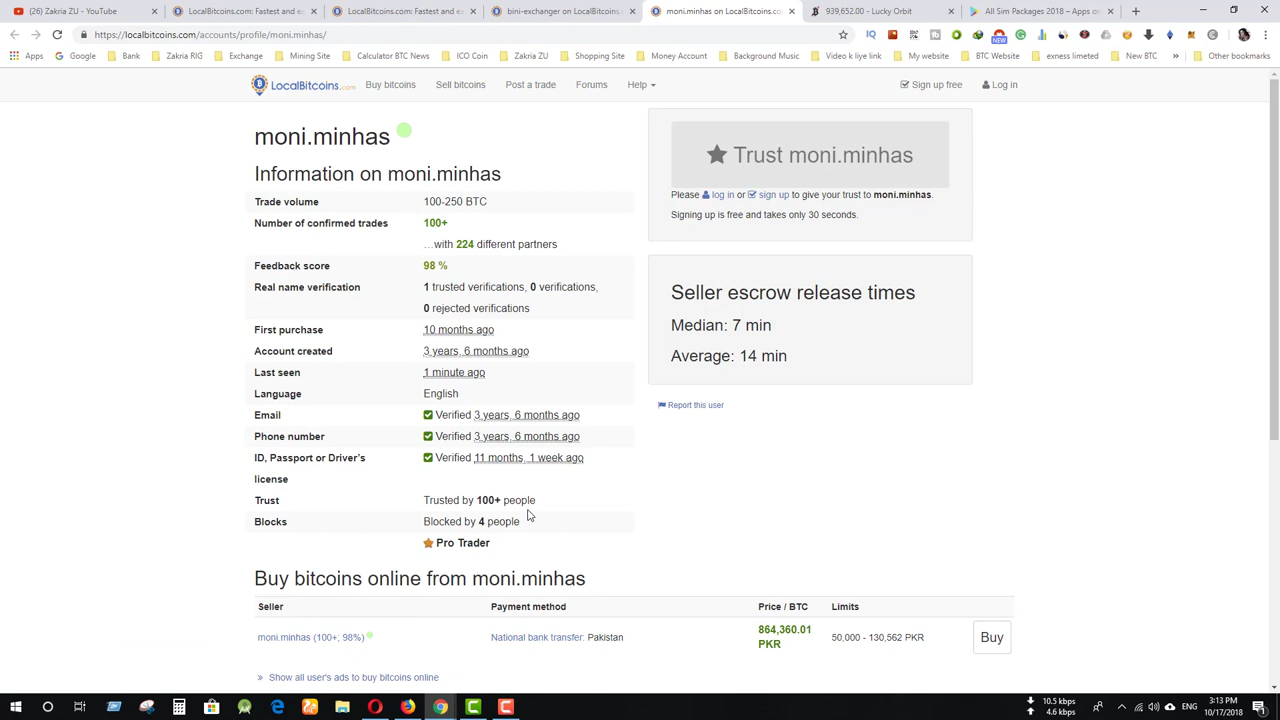 Zakria ZU - YouTube
LocalBitcoins.com: Fastest and e
LocalBitcoins.com: Fastest and e
bini-exchanger on LocalBitcoins
moni.minhas on LocalBitcoins.co
939,652.00 - Lucky Orbit
All Sim Packages 2018 – Apps on
https://localbitcoins.com/accounts/profile/moni.minhas/
Apps Google Bank Zakria RIG Exchange Mining Site Calculator BTC News ICO Coin Zakria ZU Shopping Site Money Account Background Music Video k liye link My website BTC Website exness limeted New BTC » Other bookmarks
NEW
LocalBitcoins.com Buy bitcoins Sell bitcoins Post a trade Forums Help Sign up free Log in
moni.minhas
Information on moni.minhas
Trade volume 100-250 BTC
Number of confirmed trades 100+
…with 224 different partners
Feedback score 98 %
Real name verification 1 trusted verifications, 0 verifications,
0 rejected verifications
First purchase 10 months ago
Account created 3 years, 6 months ago
Last seen 1 minute ago
Language English
Email Verified 3 years, 6 months ago
Phone number Verified 3 years, 6 months ago
ID, Passport or Driver's Verified 11 months, 1 week ago
license
Trust Trusted by 100+ people
Blocks Blocked by 4 people
Pro Trader
Trust moni.minhas
Please log in or sign up to give your trust to moni.minhas.
Signing up is free and takes only 30 seconds.
Seller escrow release times
Median: 7 min
Average: 14 min
Report this user
Buy bitcoins online from moni.minhas
Seller Payment method Price / BTC Limits
moni.minhas (100+; 98%) National bank transfer: Pakistan 864,360.01 50,000 - 130,562 PKR Buy
PKR
» Show all user's ads to buy bitcoins online
10.5 kbps
4.6 kbps
ENG
3:13 PM
10/17/2018